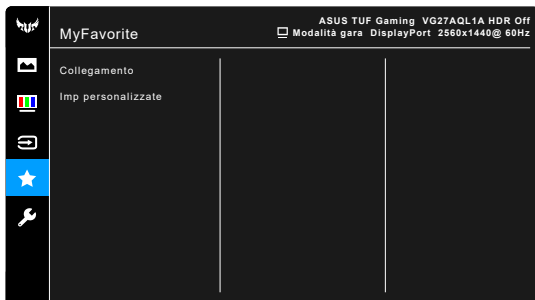 MyFavorite
ASUS TUF Gaming VG27AQL1A HDR Off
Modalità gara DisplayPort 2560x1440@ 60Hz
Collegamento
Imp personalizzate